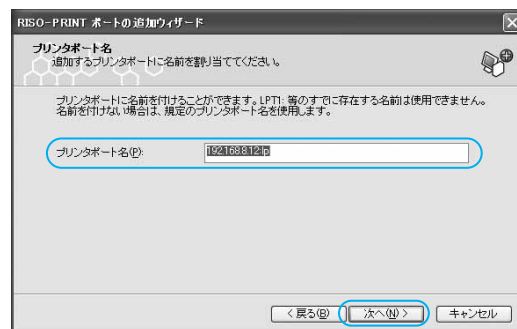 RISO-PRINT ポートの追加ウィザード
プリンタポート名
追加するプリンタポートに名前を割り当ててください。
プリンタポートに名前を付けることができます。LPT1: 等のすでに存在する名前は使用できません。
名前を付けない場合は、規定のプリンタポート名を使用します。
プリンタポート名(P):
192.168.8.12:lp
< 戻る(B)
次へ(N) >
キャンセル